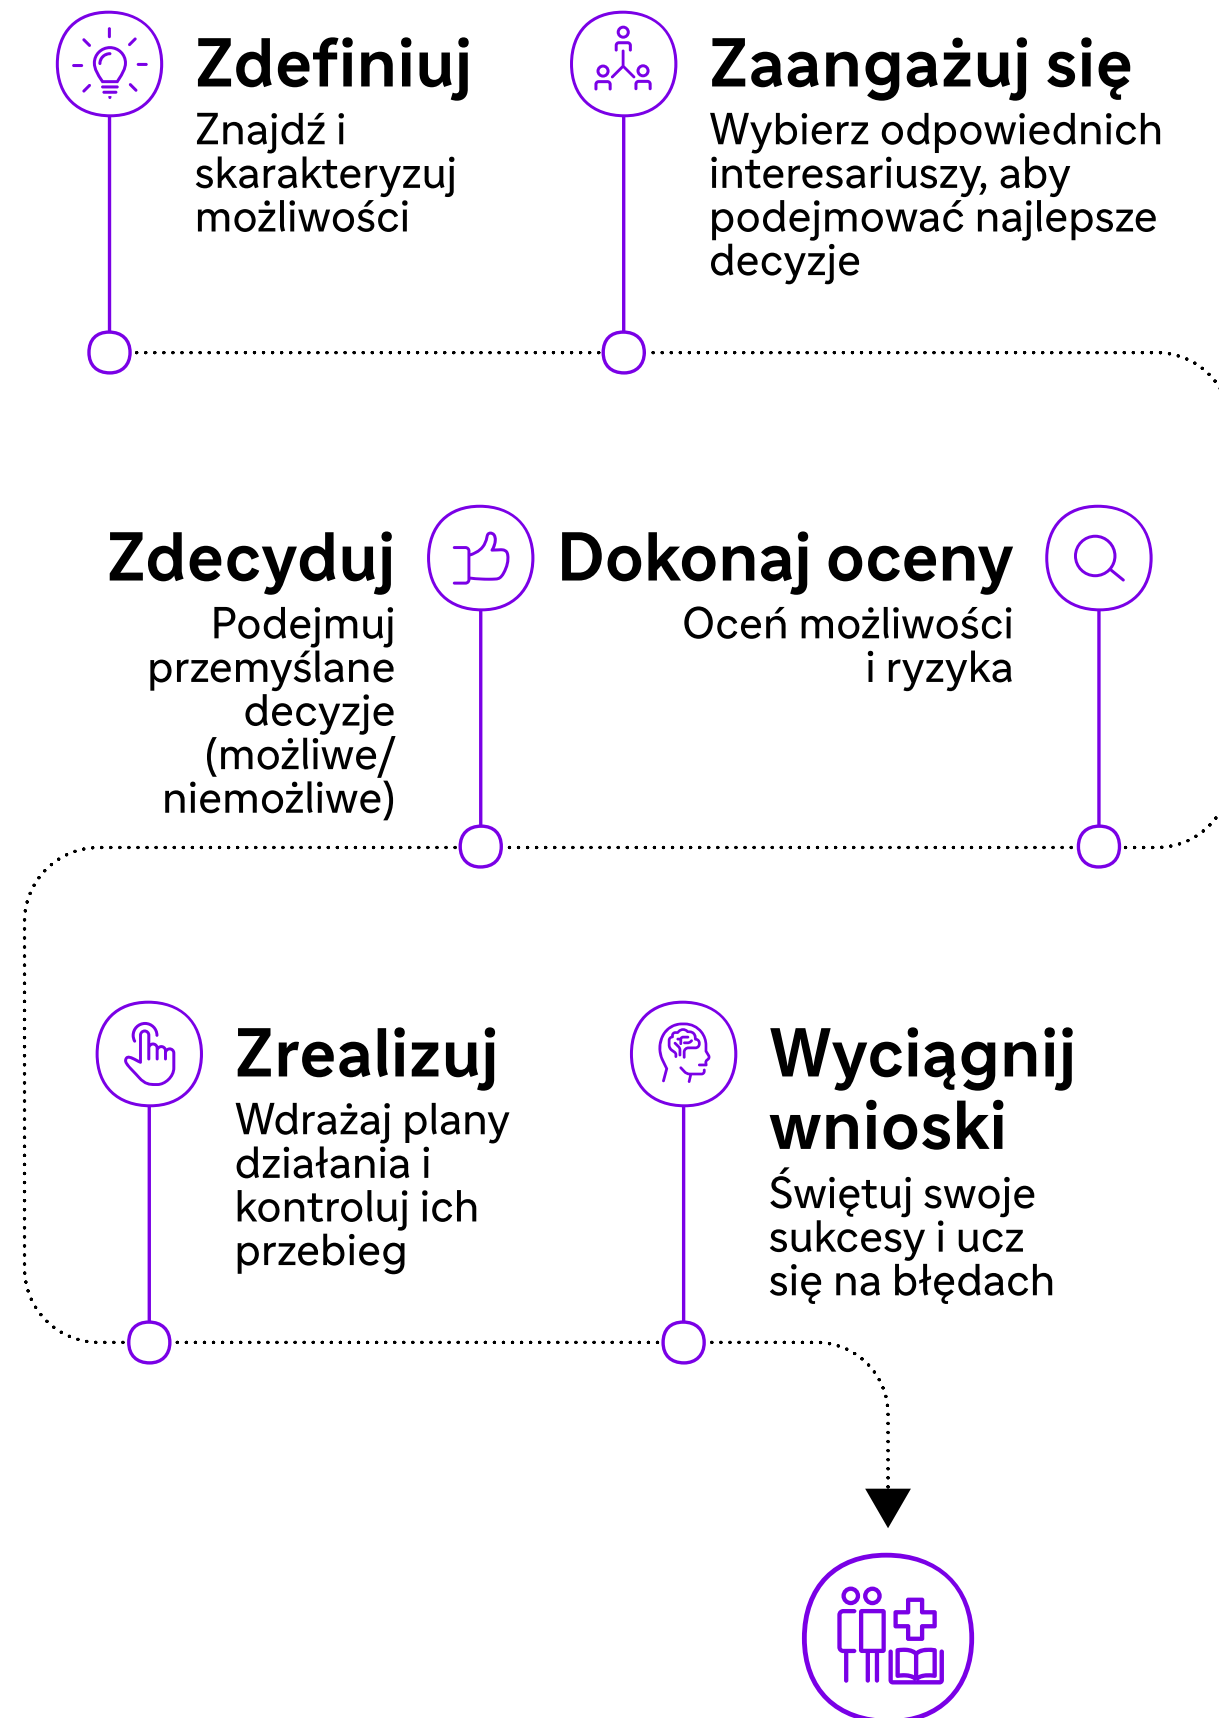 Zdefiniuj
Znajdź i
skarakteryzuj
możliwości
Zaangażuj się
Wybierz odpowiednich
interesariuszy, aby
podejmować najlepsze
decyzje
Dokonaj oceny
Oceń możliwości
i ryzyka
Zdecyduj
Podejmuj
przemyślane
decyzje
(możliwe/
niemożliwe)
Zrealizuj
Wdrażaj plany
działania i
kontroluj ich
przebieg
Wyciągnij
wnioski
Świętuj swoje
sukcesy i ucz
się na błędach